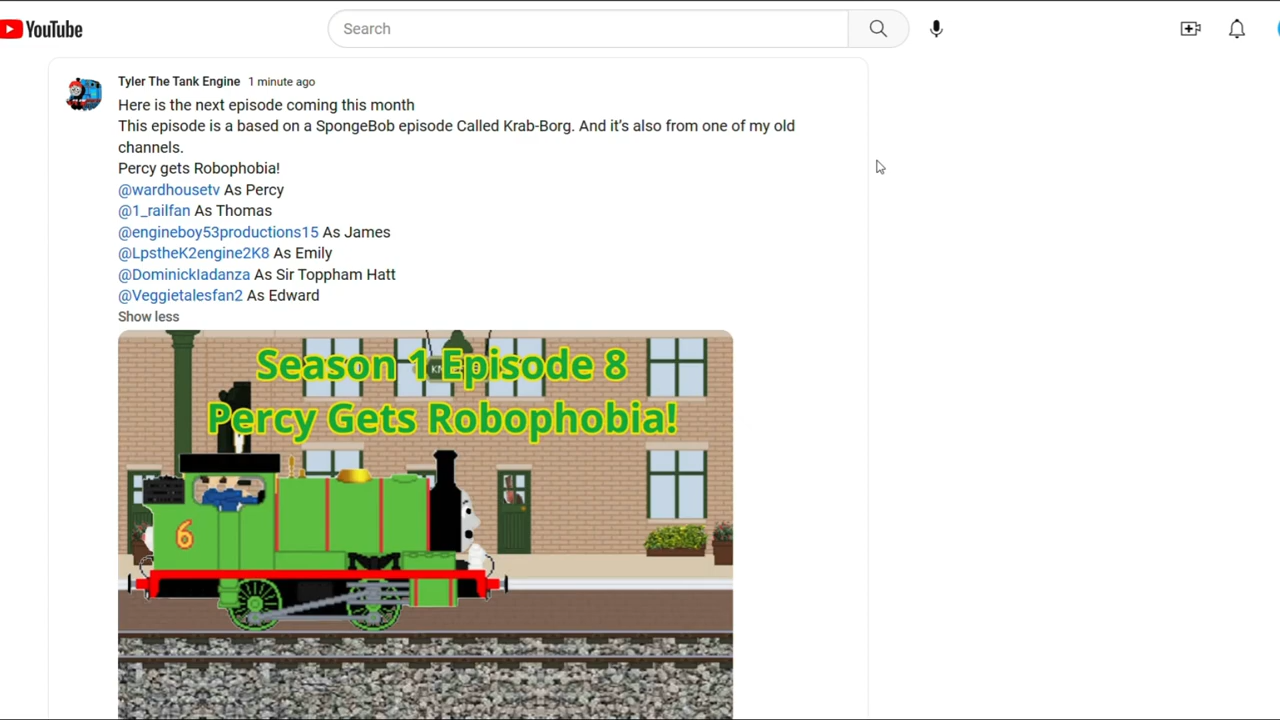 YouTube
Search
Tyler The Tank Engine 1 minute ago
Here is the next episode coming this month
This episode is a based on a SpongeBob episode Called Krab-Borg. And it's also from one of my old
channels.
Percy gets Robophobia!
@wardhousetv As Percy
@1_railfan As Thomas
@engineboy53productions15 As James
@LpstheK2engine2K8 As Emily
@DominickIadanza As Sir Toppham Hatt
@Veggietalesfan2 As Edward
Show less
Season 1 Episode 8
Percy Gets Robophobia!
6